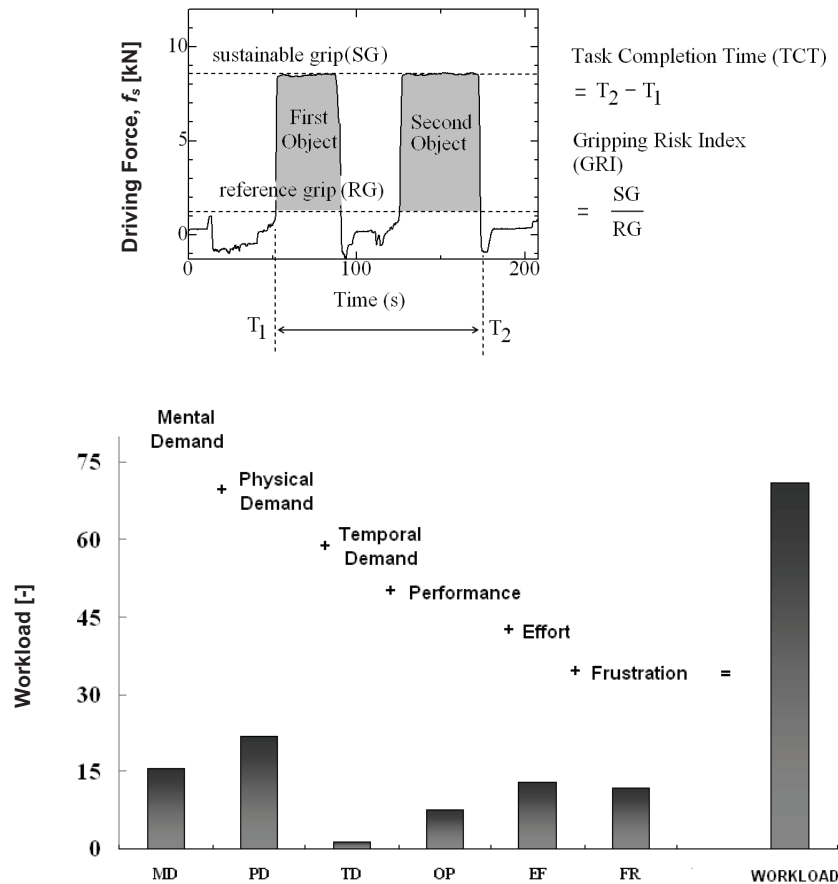 10
sustainable grip(SG)
First
Object
Second
Object
5
reference grip (RG)
0
Driving Force, fs [kN]
0 100 200
Time (s)
T1
T2
Task Completion Time (TCT)
= T2 − T1
Gripping Risk Index
(GRI)
= SG
RG
Mental
Demand
+ Physical
Demand
+ Temporal
Demand
+ Performance
+ Effort
+ Frustration =
Workload [-]
75
60
45
30
15
0
MD PD TD OP EF FR WORKLOAD